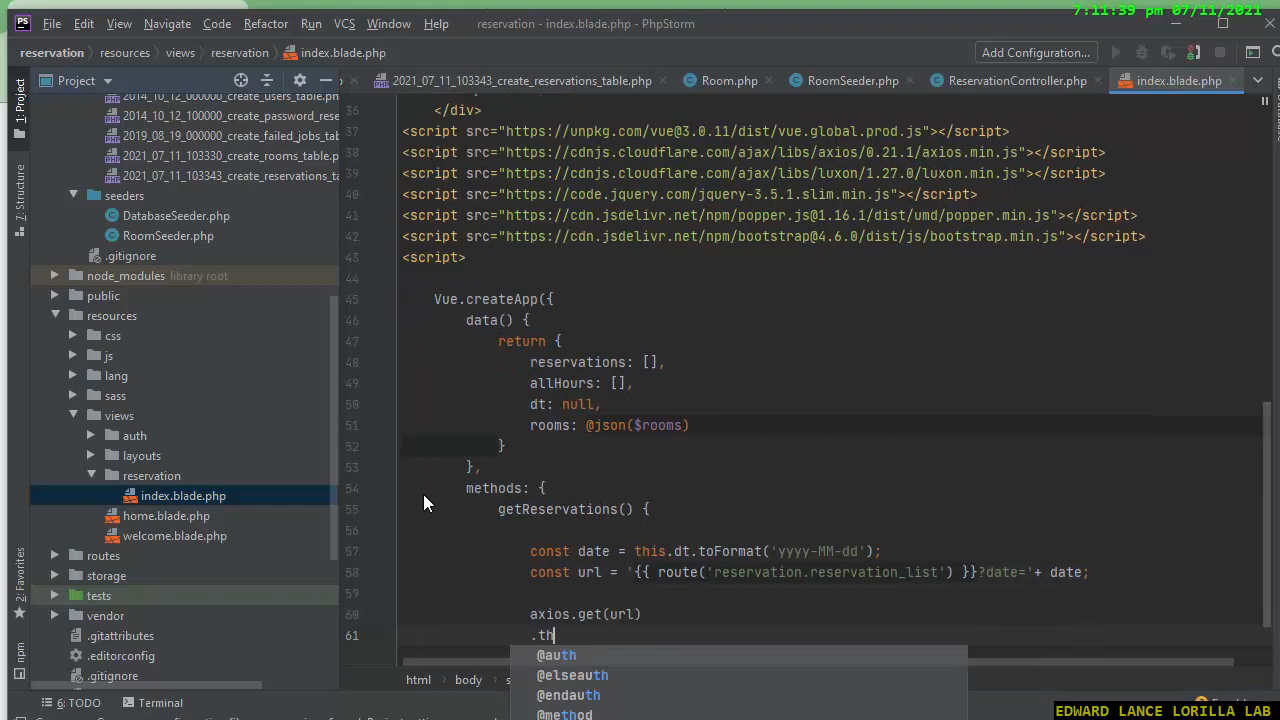 7:11:39 pm 07/11/2021
File Edit View Navigate Code Refactor Run VCS Window Help reservation - index.blade.php - PhpStorm
reservation resources views reservation index.blade.php Add Configuration...
Project 2021_07_11_103343_create_reservations_table.php Room.php RoomSeeder.php ReservationController.php index.blade.php
1: Project
7: Structure
2: Favorites
npm
2014_10_12_000000_create_users_table.ph
2014_10_12_000000_create_password_rese
2019_08_19_000000_create_failed_jobs_tab
2021_07_11_103330_create_rooms_table.ph
2021_07_11_103343_create_reservations_ta
seeders
DatabaseSeeder.php
RoomSeeder.php
.gitignore
node_modules library root
public
resources
css
js
lang
sass
views
auth
layouts
reservation
index.blade.php
home.blade.php
welcome.blade.php
routes
storage
tests
vendor
.gitattributes
.editorconfig
.gitignore
36 </div>
37 <script src="https://unpkg.com/vue@3.0.11/dist/vue.global.prod.js"></script>
38 <script src="https://cdnjs.cloudflare.com/ajax/libs/axios/0.21.1/axios.min.js"></script>
39 <script src="https://cdnjs.cloudflare.com/ajax/libs/luxon/1.27.0/luxon.min.js"></script>
40 <script src="https://code.jquery.com/jquery-3.5.1.slim.min.js"></script>
41 <script src="https://cdn.jsdelivr.net/npm/popper.js@1.16.1/dist/umd/popper.min.js"></script>
42 <script src="https://cdn.jsdelivr.net/npm/bootstrap@4.6.0/dist/js/bootstrap.min.js"></script>
43 <script>
44
45 Vue.createApp({
46 data() {
47 return {
48 reservations: [],
49 allHours: [],
50 dt: null,
51 rooms: @json($rooms)
52 }
53 },
54 methods: {
55 getReservations() {
56
57 const date = this.dt.toFormat('yyyy-MM-dd');
58 const url = '{{ route('reservation.reservation_list') }}?date='+ date;
59
60 axios.get(url)
61 .th
@auth
@elseauth
@endauth
@method
html body
6: TODO Terminal
EDWARD LANCE LORILLA LAB